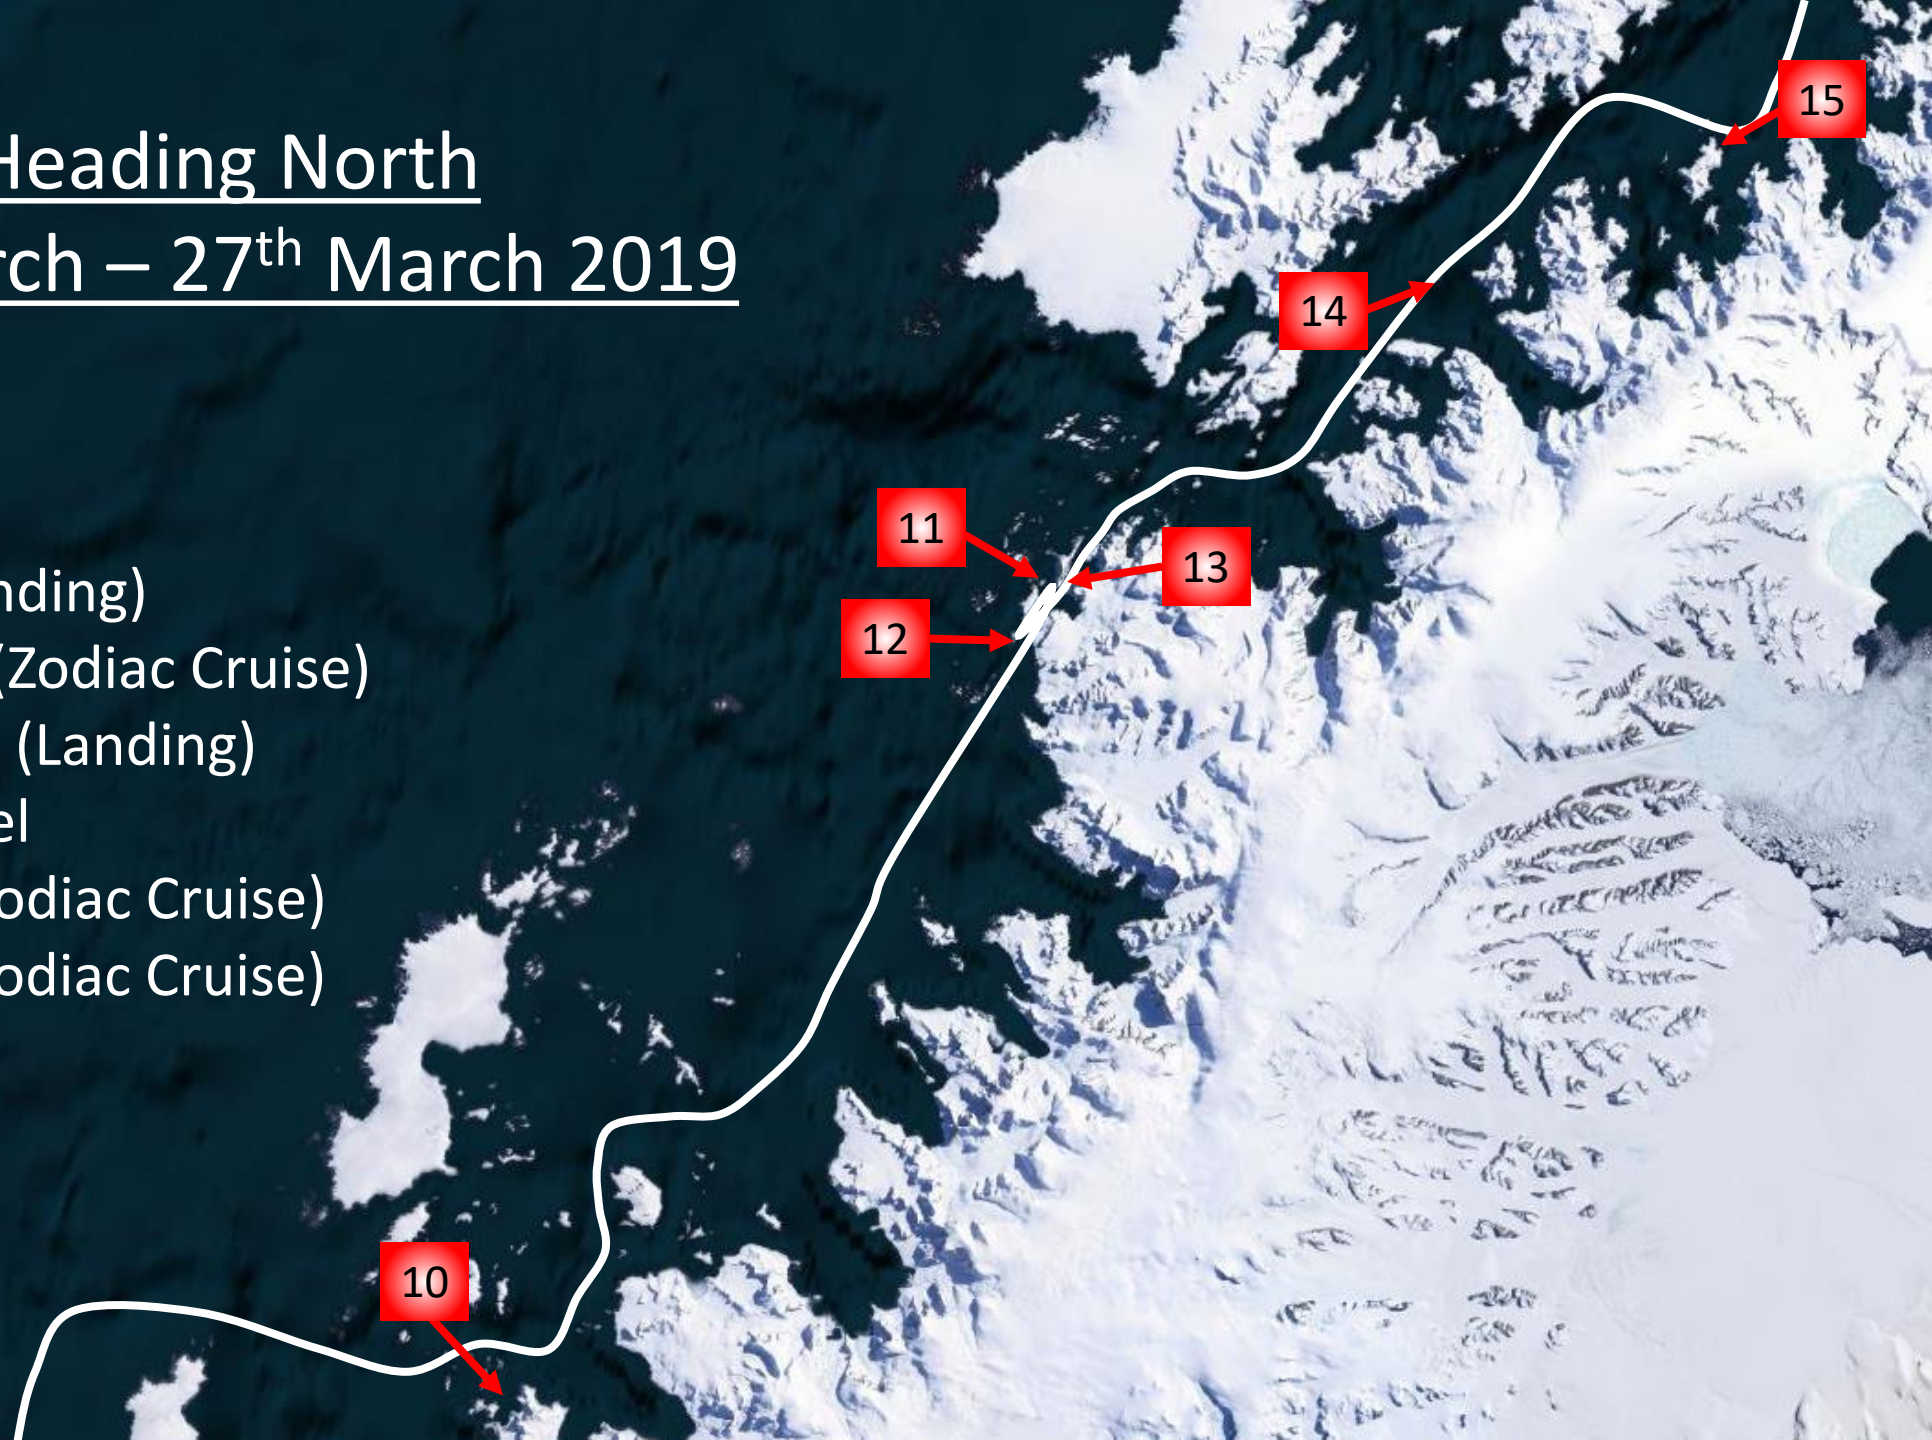 Heading North
rch – 27th March 2019
nding)
(Zodiac Cruise)
(Landing)
el
odiac Cruise)
odiac Cruise)
15
14
11
13
12
10